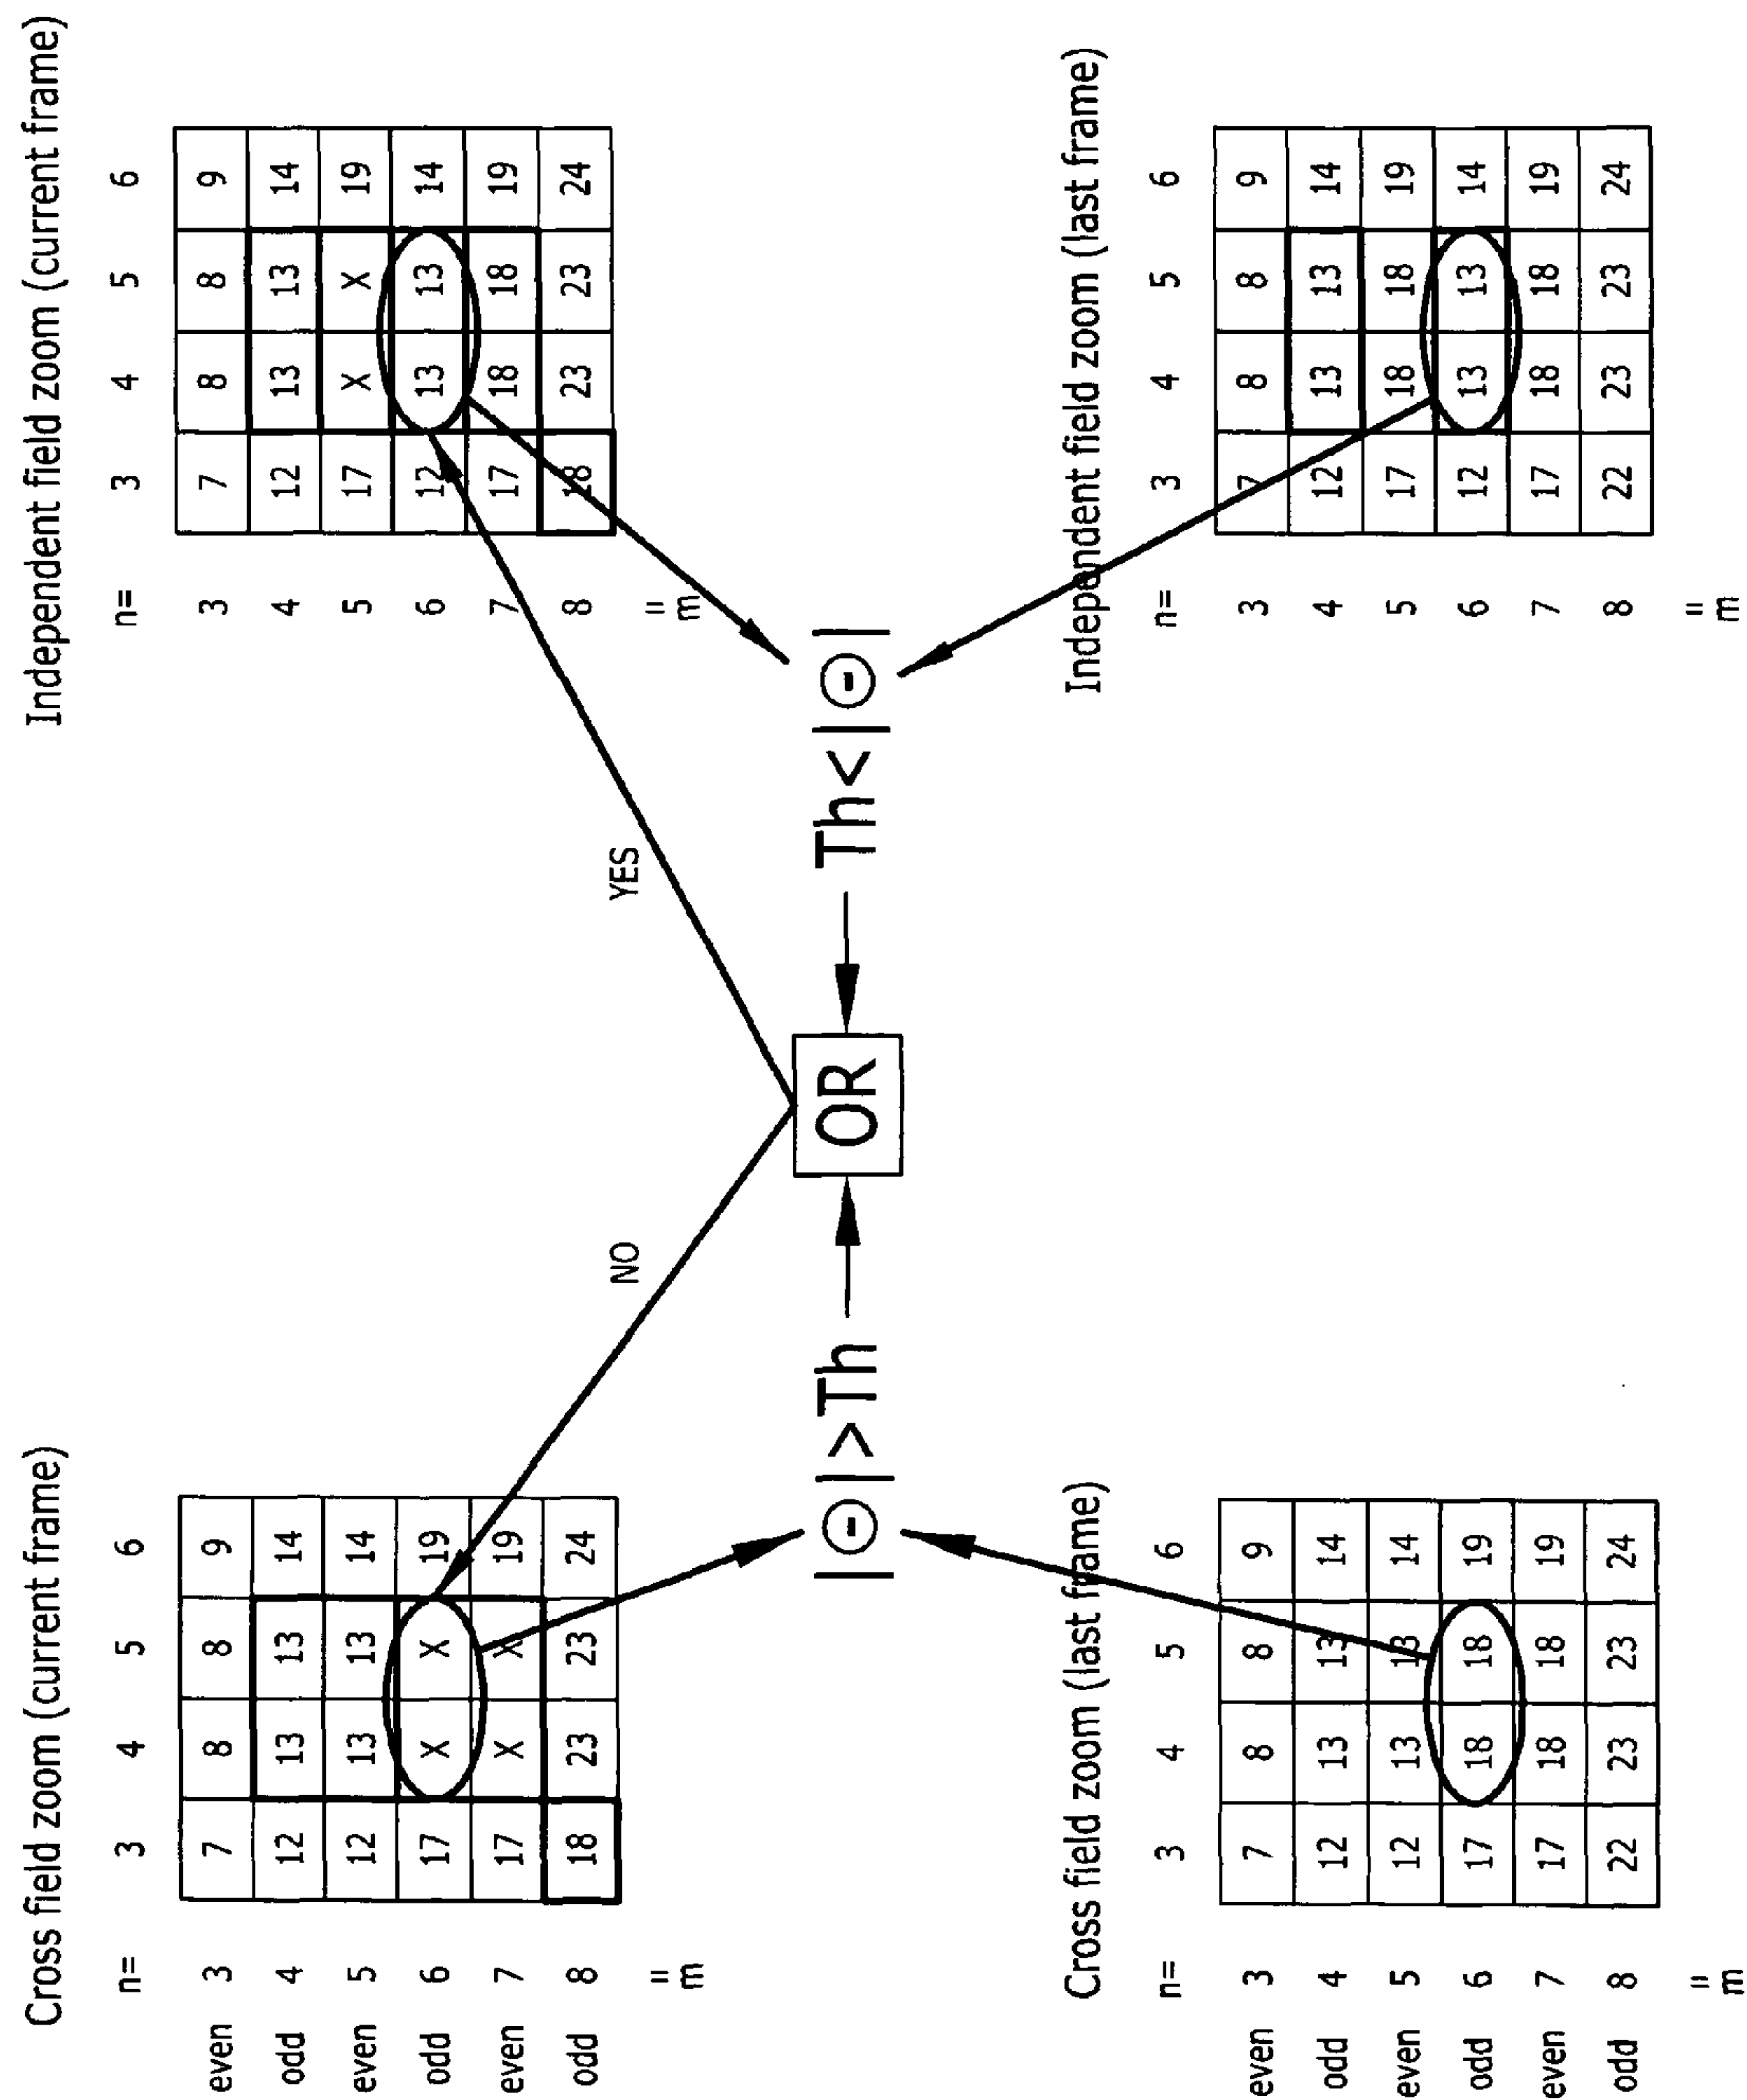 Cross field zoom (current frame)
n= 3 4 5 6
even 3 7 8 8 9
odd 4 12 13 13 14
even 5 12 13 13 14
odd 6 17 X X 19
even 7 17 X X 19
odd 8 18 23 23 24
=
m
Independent field zoom (current frame)
n= 3 4 5 6
3 7 8 8 9
4 12 13 13 14
5 17 X X 19
6 12 13 13 14
7 17 18 18 19
8 18 23 23 24
=
m
NO
YES
|⊖|>Th
OR
Th<|⊖|
Cross field zoom (last frame)
n= 3 4 5 6
even 3 7 8 8 9
odd 4 12 13 13 14
even 5 12 13 13 14
odd 6 17 18 18 19
even 7 17 18 18 19
odd 8 22 23 23 24
=
m
Independent field zoom (last frame)
n= 3 4 5 6
3 7 8 8 9
4 12 13 13 14
5 17 18 18 19
6 12 13 13 14
7 17 18 18 19
8 22 23 23 24
=
m